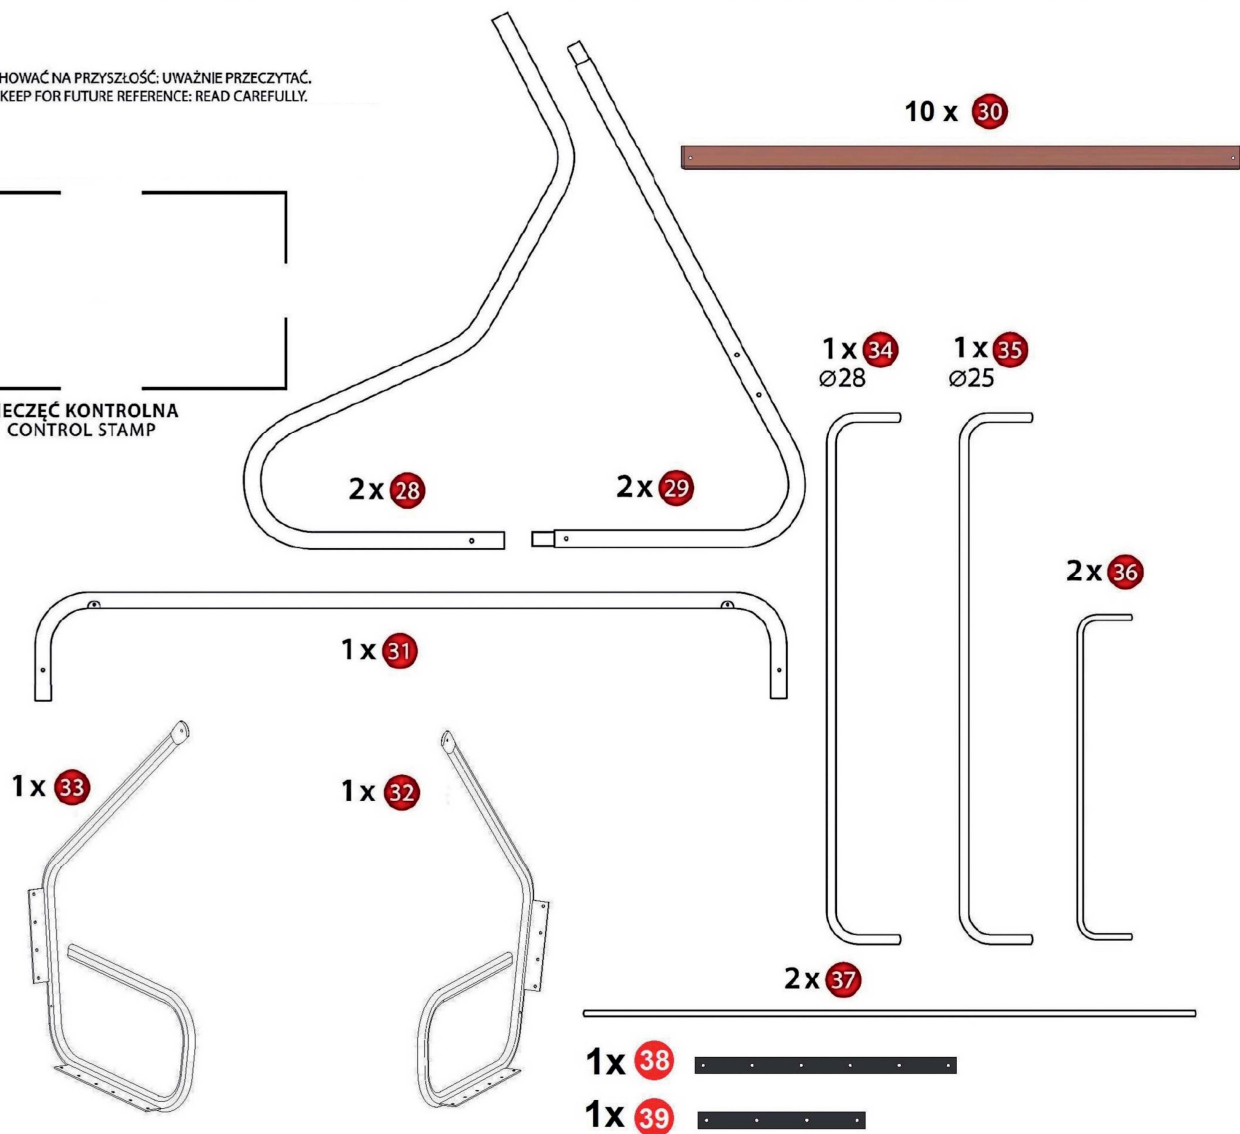 HOWAĆ NA PRZYSZŁOŚĆ: UWAŻNIE PRZECZYTAĆ.
KEEP FOR FUTURE REFERENCE: READ CAREFULLY.
10 x 30
1 x 34
⌀28
1 x 35
⌀25
IECZĘĆ KONTROLNA
CONTROL STAMP
2 x 28
2 x 29
2 x 36
1 x 31
1 x 33
1 x 32
2 x 37
1x 38
1x 39